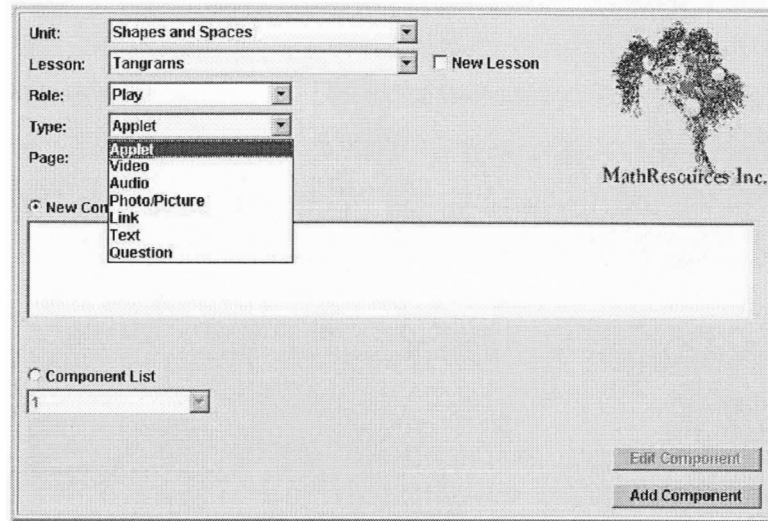 Unit: Shapes and Spaces
Lesson: Tangrams New Lesson
Role: Play
Type: Applet
Page:
Applet
Video
Audio
Photo/Picture
Link
Text
Question
MathResources Inc.
New Con
Component List
1
Edit Component
Add Component